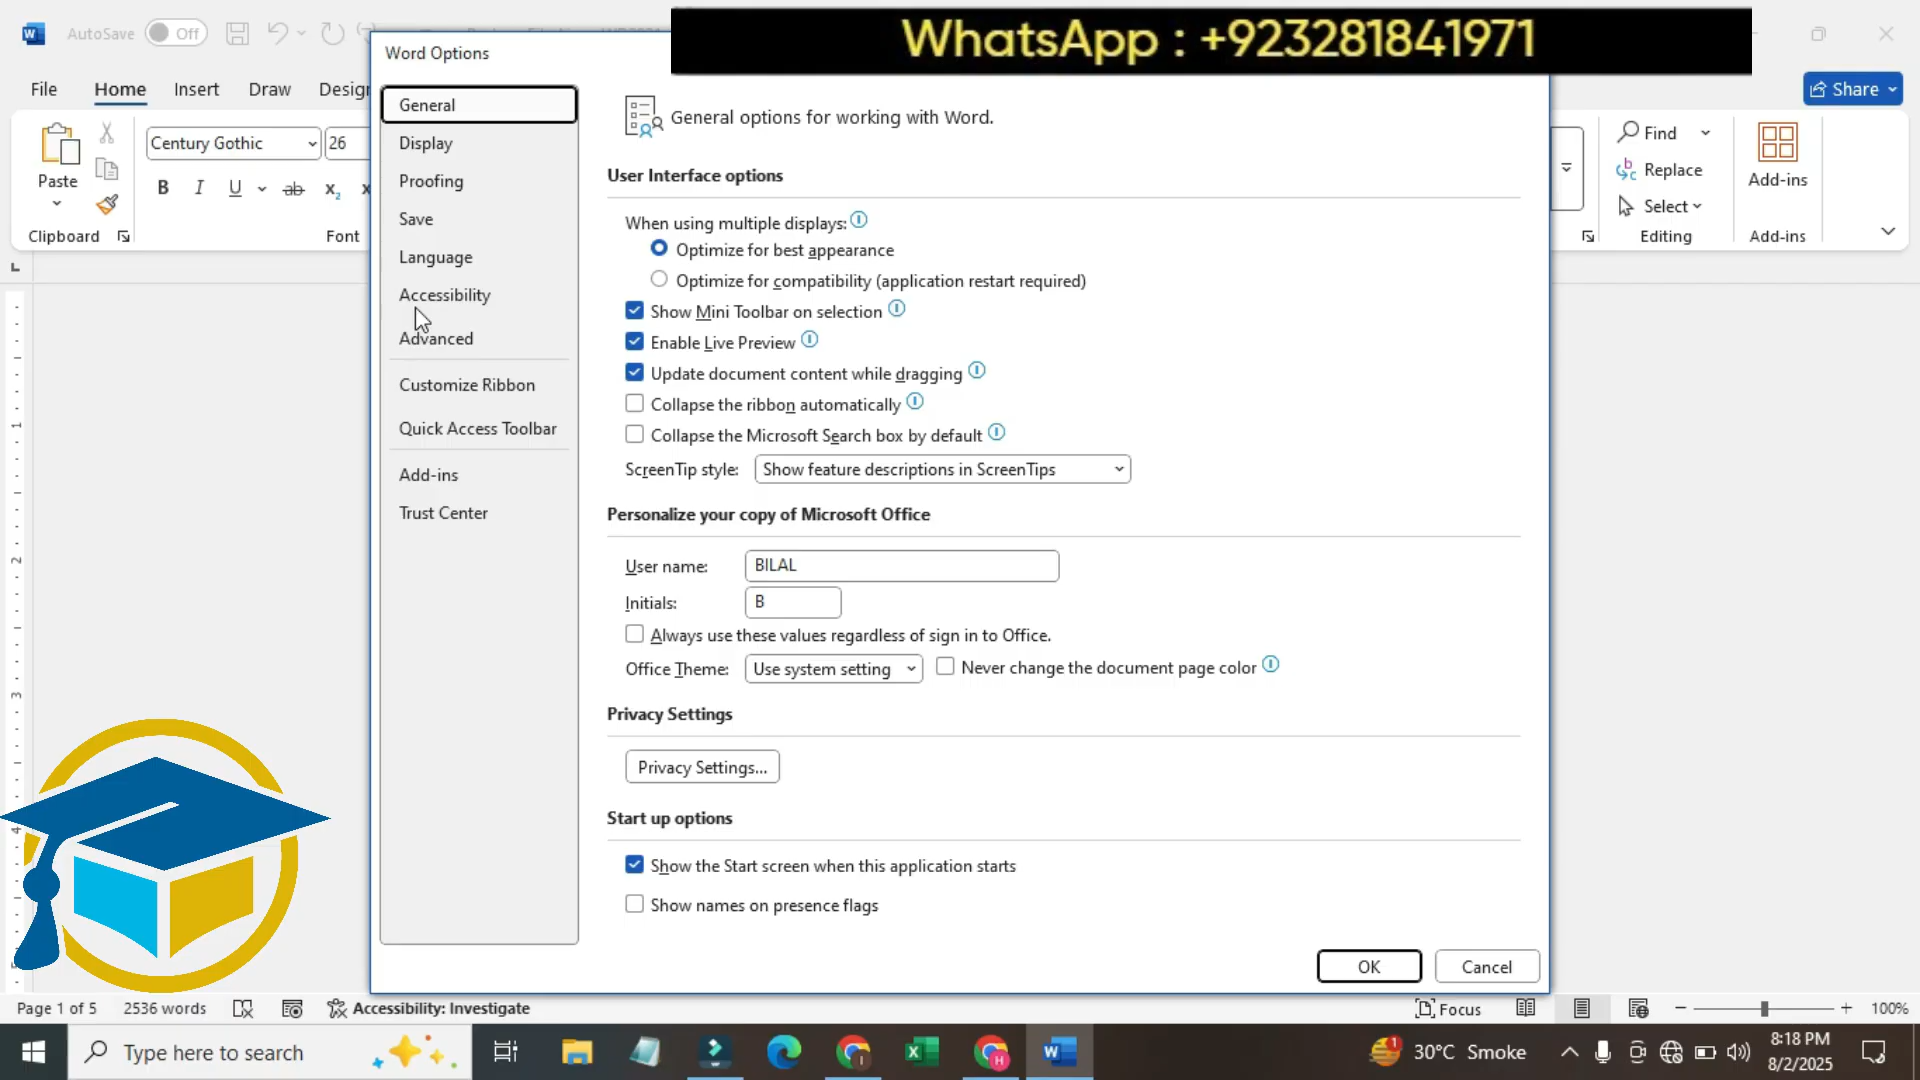 AutoSave Off
WhatsApp : +923281841971
Word Options
File Home Insert Draw Design
Share
Century Gothic 26
Paste
B I U ab x₂
Clipboard
Font
Find
Replace
Select
Editing
Add-ins
Add-ins
General
Display
Proofing
Save
Language
Accessibility
Advanced
Customize Ribbon
Quick Access Toolbar
Add-ins
Trust Center
General options for working with Word.
User Interface options
When using multiple displays:
Optimize for best appearance
Optimize for compatibility (application restart required)
Show Mini Toolbar on selection
Enable Live Preview
Update document content while dragging
Collapse the ribbon automatically
Collapse the Microsoft Search box by default
ScreenTip style: Show feature descriptions in ScreenTips
Personalize your copy of Microsoft Office
User name: BILAL
Initials: B
Always use these values regardless of sign in to Office.
Office Theme: Use system setting Never change the document page color
Privacy Settings
Privacy Settings...
Start up options
Show the Start screen when this application starts
Show names on presence flags
OK Cancel
1
2
3
4
Page 1 of 5 2536 words Accessibility: Investigate Focus 100%
Type here to search
30°C Smoke
8:18 PM
8/2/2025